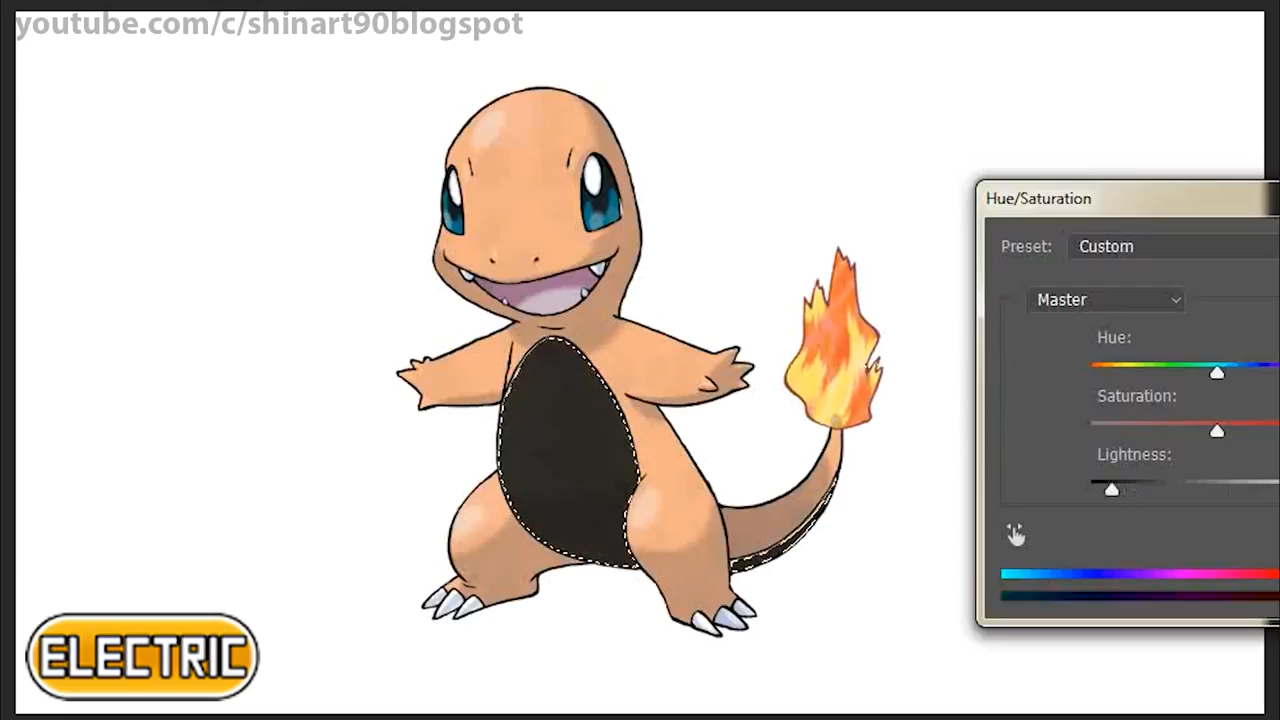 youtube.com/c/shinart90blogspot
Hue/Saturation
Preset: Custom
Master
Hue:
Saturation:
Lightness:
ELECTRIC